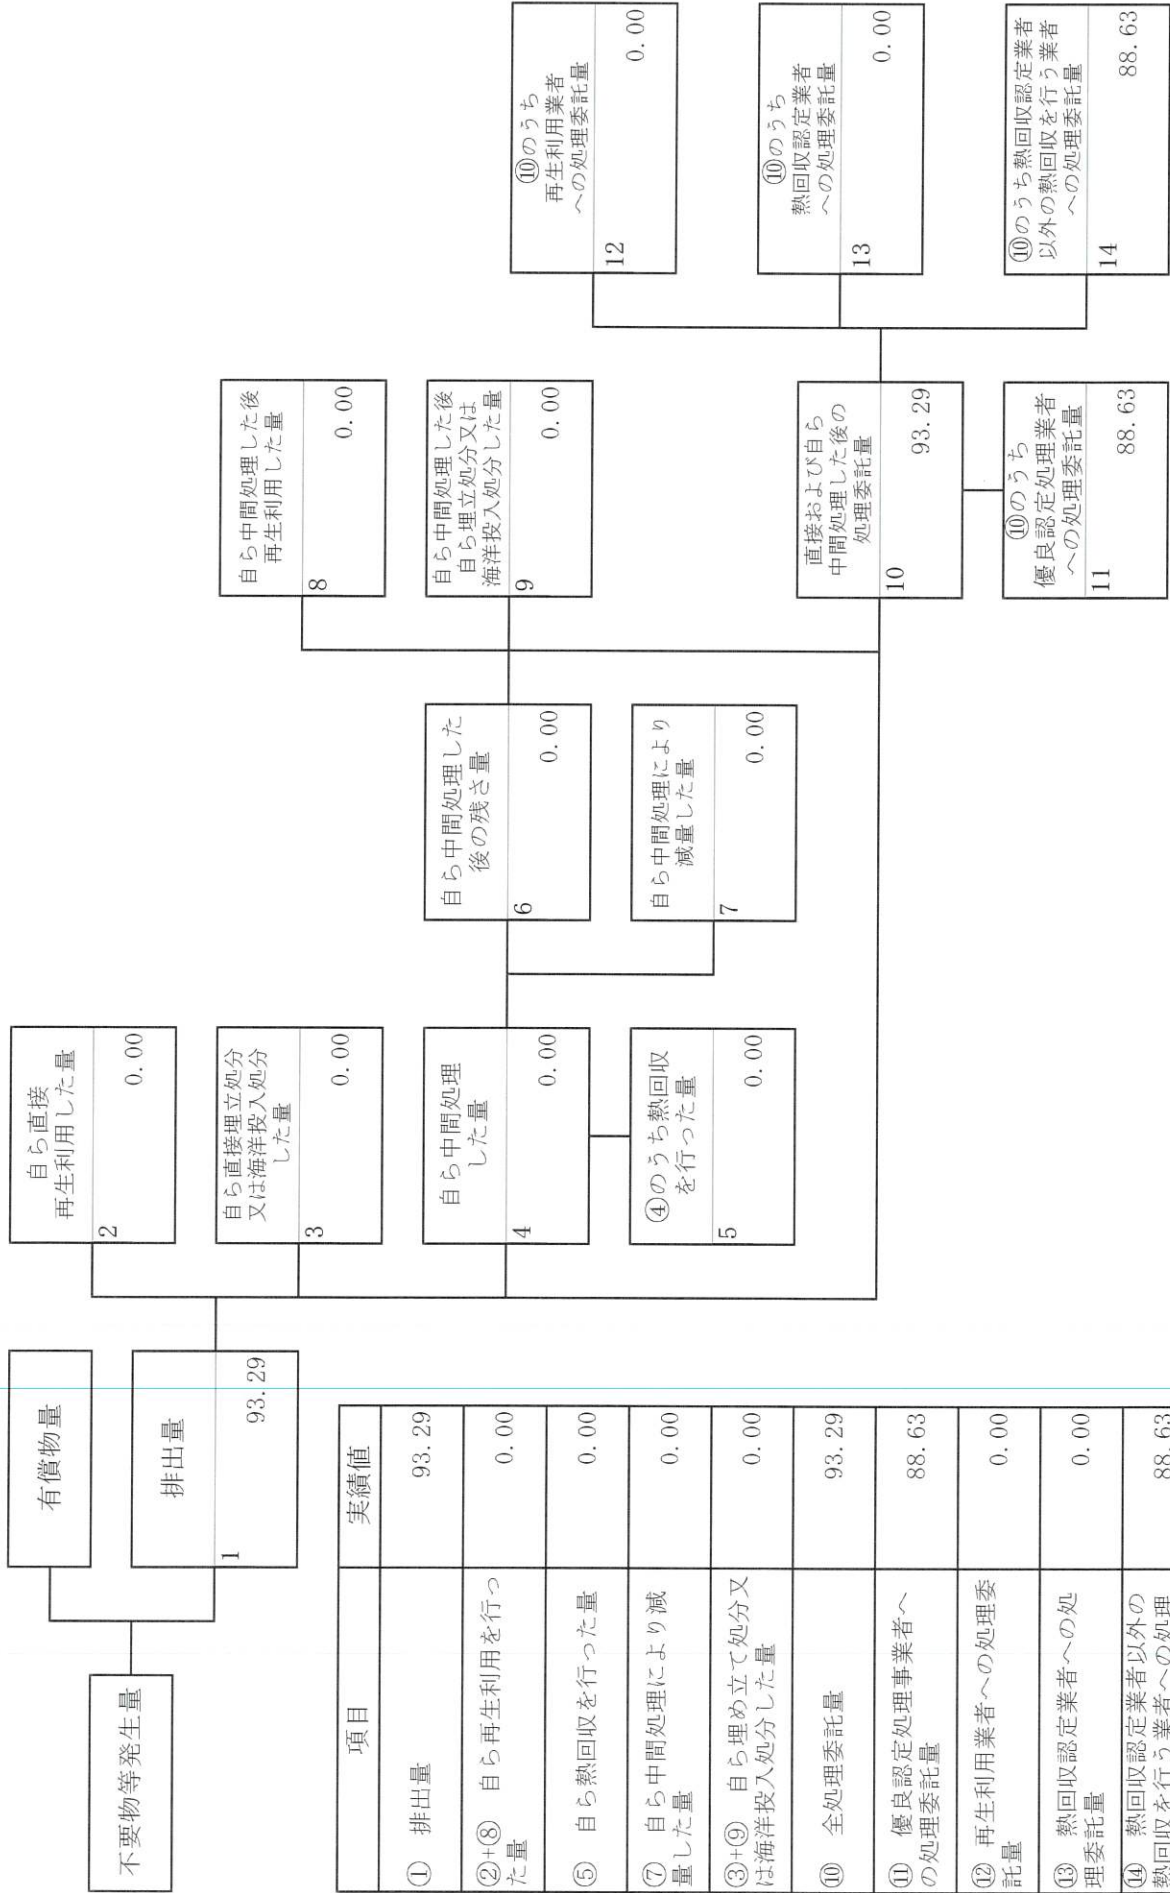 不要物等発生量
有償物量
排出量
1
93.29
自ら直接
再生利用した量
2
0.00
自ら直接埋立処分
又は海洋投入処分
した量
3
0.00
自ら中間処理
した量
4
0.00
④のうち熱回収
を行った量
5
0.00
自ら中間処理した
後の残さ量
6
0.00
自ら中間処理により
減量した量
7
0.00
自ら中間処理した後
再生利用した量
8
0.00
自ら中間処理した後
自ら埋立処分又は
海洋投入処分した量
9
0.00
直接および自ら
中間処理した後の
処理委託量
10
93.29
⑩のうち
優良認定処理業者
への処理委託量
11
88.63
⑩のうち
再生利用業者
への処理委託量
12
0.00
⑩のうち
熱回収認定業者
への処理委託量
13
0.00
⑩のうち熱回収認定業者
以外の熱回収を行う業者
への処理委託量
14
88.63
項目 実績値
① 排出量 93.29
②+⑧ 自ら再生利用を行っ
た量 0.00
⑤ 自ら熱回収を行った量 0.00
⑦ 自ら中間処理により減
量した量 0.00
③+⑨ 自ら埋め立て処分又
は海洋投入処分した量 0.00
⑩ 全処理委託量 93.29
⑪ 優良認定処理事業者へ
の処理委託量 88.63
⑫ 再生利用業者への処理委
託量 0.00
⑬ 熱回収認定業者への処
理委託量 0.00
⑭ 熱回収認定業者以外の
熱回収を行う業者への処理 88.63